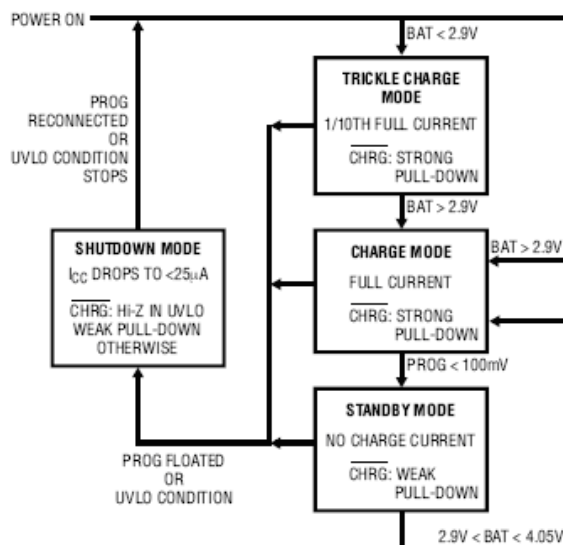 POWER ON
BAT < 2.9V
TRICKLE CHARGE
MODE
1/10TH FULL CURRENT
CHRG: STRONG
PULL-DOWN
PROG
RECONNECTED
OR
UVLO CONDITION
STOPS
BAT > 2.9V
SHUTDOWN MODE
ICC DROPS TO <25µA
CHRG: Hi-Z IN UVLO
WEAK PULL-DOWN
OTHERWISE
CHARGE MODE
FULL CURRENT
CHRG: STRONG
PULL-DOWN
BAT > 2.9V
PROG < 100mV
STANDBY MODE
NO CHARGE CURRENT
CHRG: WEAK
PULL-DOWN
PROG FLOATED
OR
UVLO CONDITION
2.9V < BAT < 4.05V